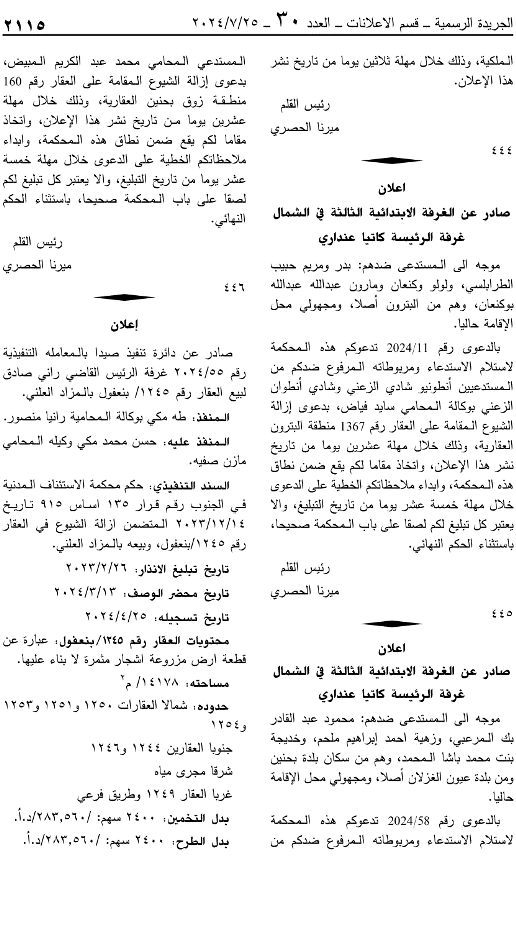 الجريدة الرسمية ــ قسم الاعلانات ــ العدد ٣٠ ــ ٢٠٢٤/٧/٢٥
٢١١٥
الملكية، وذلك خلال مهلة ثلاثين يوما من تاريخ نشر
هذا الإعلان.
رئيس القلم
ميرنا الحصري
٤٤٤
اعلان
صادر عن الغرفة الابتدائية الثالثة في الشمال
غرفة الرئيسة كاتيا عنداري
موجه الى المستدعى ضدهم: بدر ومريم حبيب
الطرابلسي، ولولو وكنعان ومارون عبدالله عبدالله
بوكنعان، وهم من البترون أصلا، ومجهولي محل
الإقامة حاليا.
بالدعوى رقم 2024/11 تدعوكم هذه المحكمة
لاستلام الاستدعاء ومربوطاته المرفوع ضدكم من
المستدعيين أنطونيو شادي الزعني وشادي أنطوان
الزعني بوكالة المحامي سايد فياض، بدعوى إزالة
الشيوع المقامة على العقار رقم 1367 منطقة البترون
العقارية، وذلك خلال مهلة عشرين يوما من تاريخ
نشر هذا الإعلان، واتخاذ مقاما لكم يقع ضمن نطاق
هذه المحكمة، وابداء ملاحظاتكم الخطية على الدعوى
خلال مهلة خمسة عشر يوما من تاريخ التبليغ، والا
يعتبر كل تبليغ لكم لصقا على باب المحكمة صحيحا،
باستثناء الحكم النهائي.
رئيس القلم
ميرنا الحصري
٤٤٥
اعلان
صادر عن الغرفة الابتدائية الثالثة في الشمال
غرفة الرئيسة كاتيا عنداري
موجه الى المستدعى ضدهم: محمود عبد القادر
بك المرعبي، وزهية احمد إبراهيم ملحم، وخديجة
بنت محمد باشا المحمد، وهم من سكان بلدة بحنين
ومن بلدة عيون الغزلان أصلا، ومجهولي محل الإقامة
حاليا.
بالدعوى رقم 2024/58 تدعوكم هذه المحكمة
لاستلام الاستدعاء ومربوطاته المرفوع ضدكم من
المستدعي المحامي محمد عبد الكريم المبيض،
بدعوى إزالة الشيوع المقامة على العقار رقم 160
منطقة زوق بحنين العقارية، وذلك خلال مهلة
عشرين يوما من تاريخ نشر هذا الإعلان، واتخاذ
مقاما لكم يقع ضمن نطاق هذه المحكمة، وابداء
ملاحظاتكم الخطية على الدعوى خلال مهلة خمسة
عشر يوما من تاريخ التبليغ، والا يعتبر كل تبليغ لكم
لصقا على باب المحكمة صحيحا، باستثناء الحكم
النهائي.
رئيس القلم
ميرنا الحصري
٤٤٦
إعلان
صادر عن دائرة تنفيذ صيدا بالمعامله التنفيذية
رقم ٢٠٢٤/٥٥ غرفة الرئيس القاضي راني صادق
لبيع العقار رقم ١٢٤٥/ بنعفول بالمزاد العلني.
المنفذ: طه مكي بوكالة المحامية رانيا منصور.
المنفذ عليه: حسن محمد مكي وكيله المحامي
مازن صفيه.
السند التنفيذي: حكم محكمة الاستئناف المدنية
في الجنوب رقم قرار ١٣٥ اساس ٩١٥ تاريخ
٢٠٢٣/١٢/١٤ المتضمن ازالة الشيوع في العقار
رقم ١٢٤٥/بنعفول، وبيعه بالمزاد العلني.
تاريخ تبليغ الانذار: ٢٠٢٣/٢/٢٦
تاريخ محضر الوصف: ٢٠٢٤/٣/١٣
تاريخ تسجيله: ٢٠٢٤/٤/٢٥
محتويات العقار رقم ١٢٤٥/بنعفول: عبارة عن
قطعة ارض مزروعة اشجار مثمرة لا بناء عليها.
مساحته: ١٤١٧٨/ م٢
حدوده: شمالا العقارات ١٢٥٠ و١٢٥١ و١٢٥٣
و١٢٥٤
جنوبا العقارين ١٢٤٤ و١٢٤٦
شرقا مجرى مياه
غربا العقار ١٢٤٩ وطريق فرعي
بدل التخمين: ٢٤٠٠ سهم: /٢٨٣,٥٦٠/د.أ.
بدل الطرح: ٢٤٠٠ سهم: /٢٨٣,٥٦٠/د.أ.